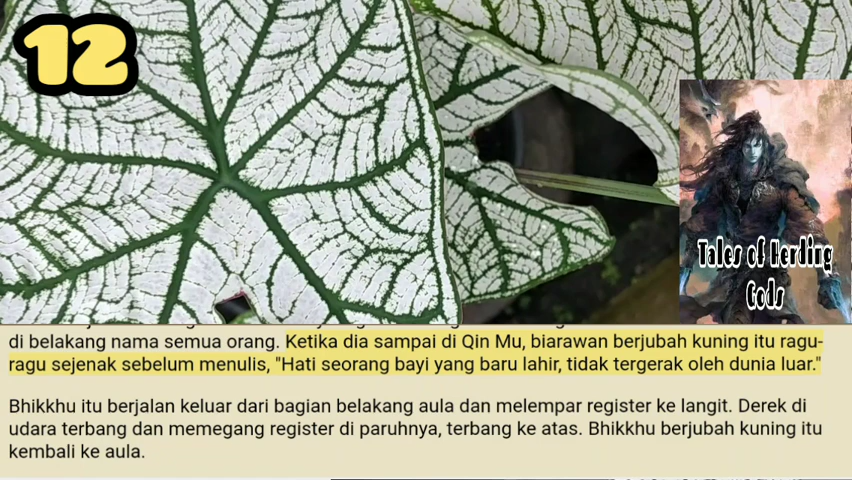 12
Tales of Herding
Gods
di belakang nama semua orang. Ketika dia sampai di Qin Mu, biarawan berjubah kuning itu ragu-
ragu sejenak sebelum menulis, "Hati seorang bayi yang baru lahir, tidak tergerak oleh dunia luar."
Bhikkhu itu berjalan keluar dari bagian belakang aula dan melempar register ke langit. Derek di
udara terbang dan memegang register di paruhnya, terbang ke atas. Bhikkhu berjubah kuning itu
kembali ke aula.